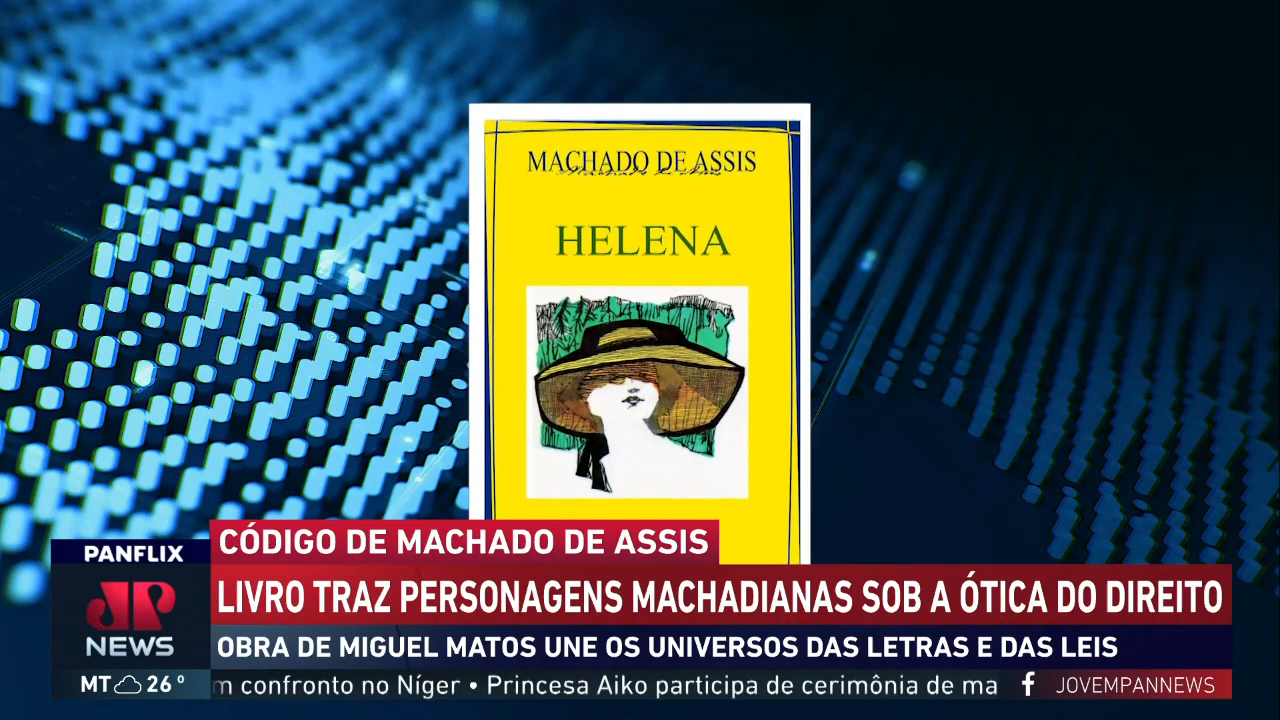 MACHADO DE ASSIS
HELENA
CÓDIGO DE MACHADO DE ASSIS
PANFLIX
JP
NEWS
LIVRO TRAZ PERSONAGENS MACHADIANAS SOB A ÓTICA DO DIREITO
OBRA DE MIGUEL MATOS UNE OS UNIVERSOS DAS LETRAS E DAS LEIS
MT 26°
m confronto no Níger • Princesa Aiko participa de cerimônia de ma
f JOVEMPANNEWS